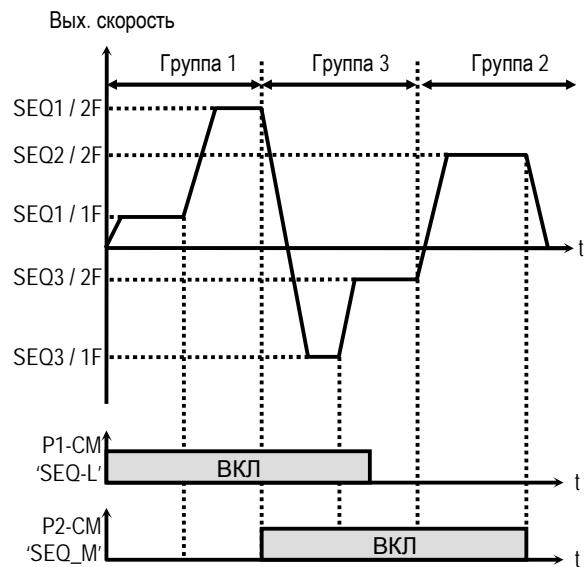 Вых. скорость
Группа 1
Группа 3
Группа 2
SEQ1 / 2F
SEQ2 / 2F
SEQ1 / 1F
t
SEQ3 / 2F
SEQ3 / 1F
P1-CM
'SEQ-L'
ВКЛ
t
P2-CM
'SEQ_M'
ВКЛ
t